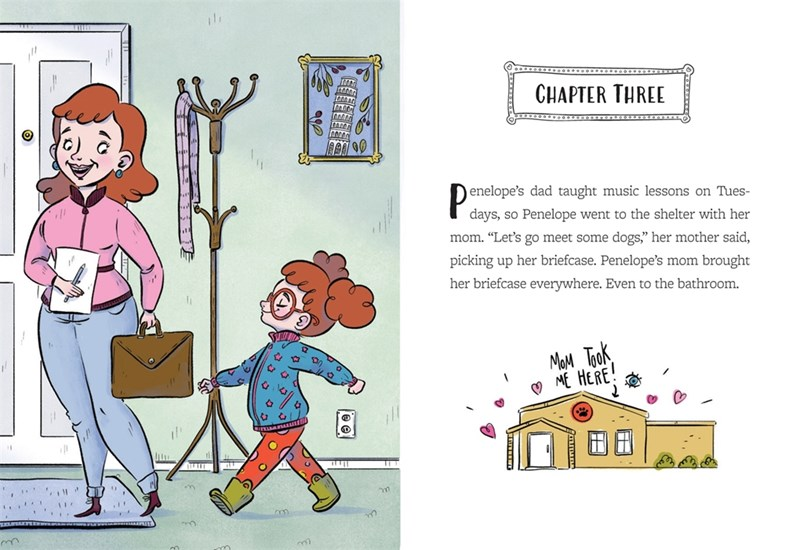 CHAPTER THREE
Penelope's dad taught music lessons on Tues-
days, so Penelope went to the shelter with her
mom. “Let's go meet some dogs,” her mother said,
picking up her briefcase. Penelope's mom brought
her briefcase everywhere. Even to the bathroom.
MOM TOOK
ME HERE!